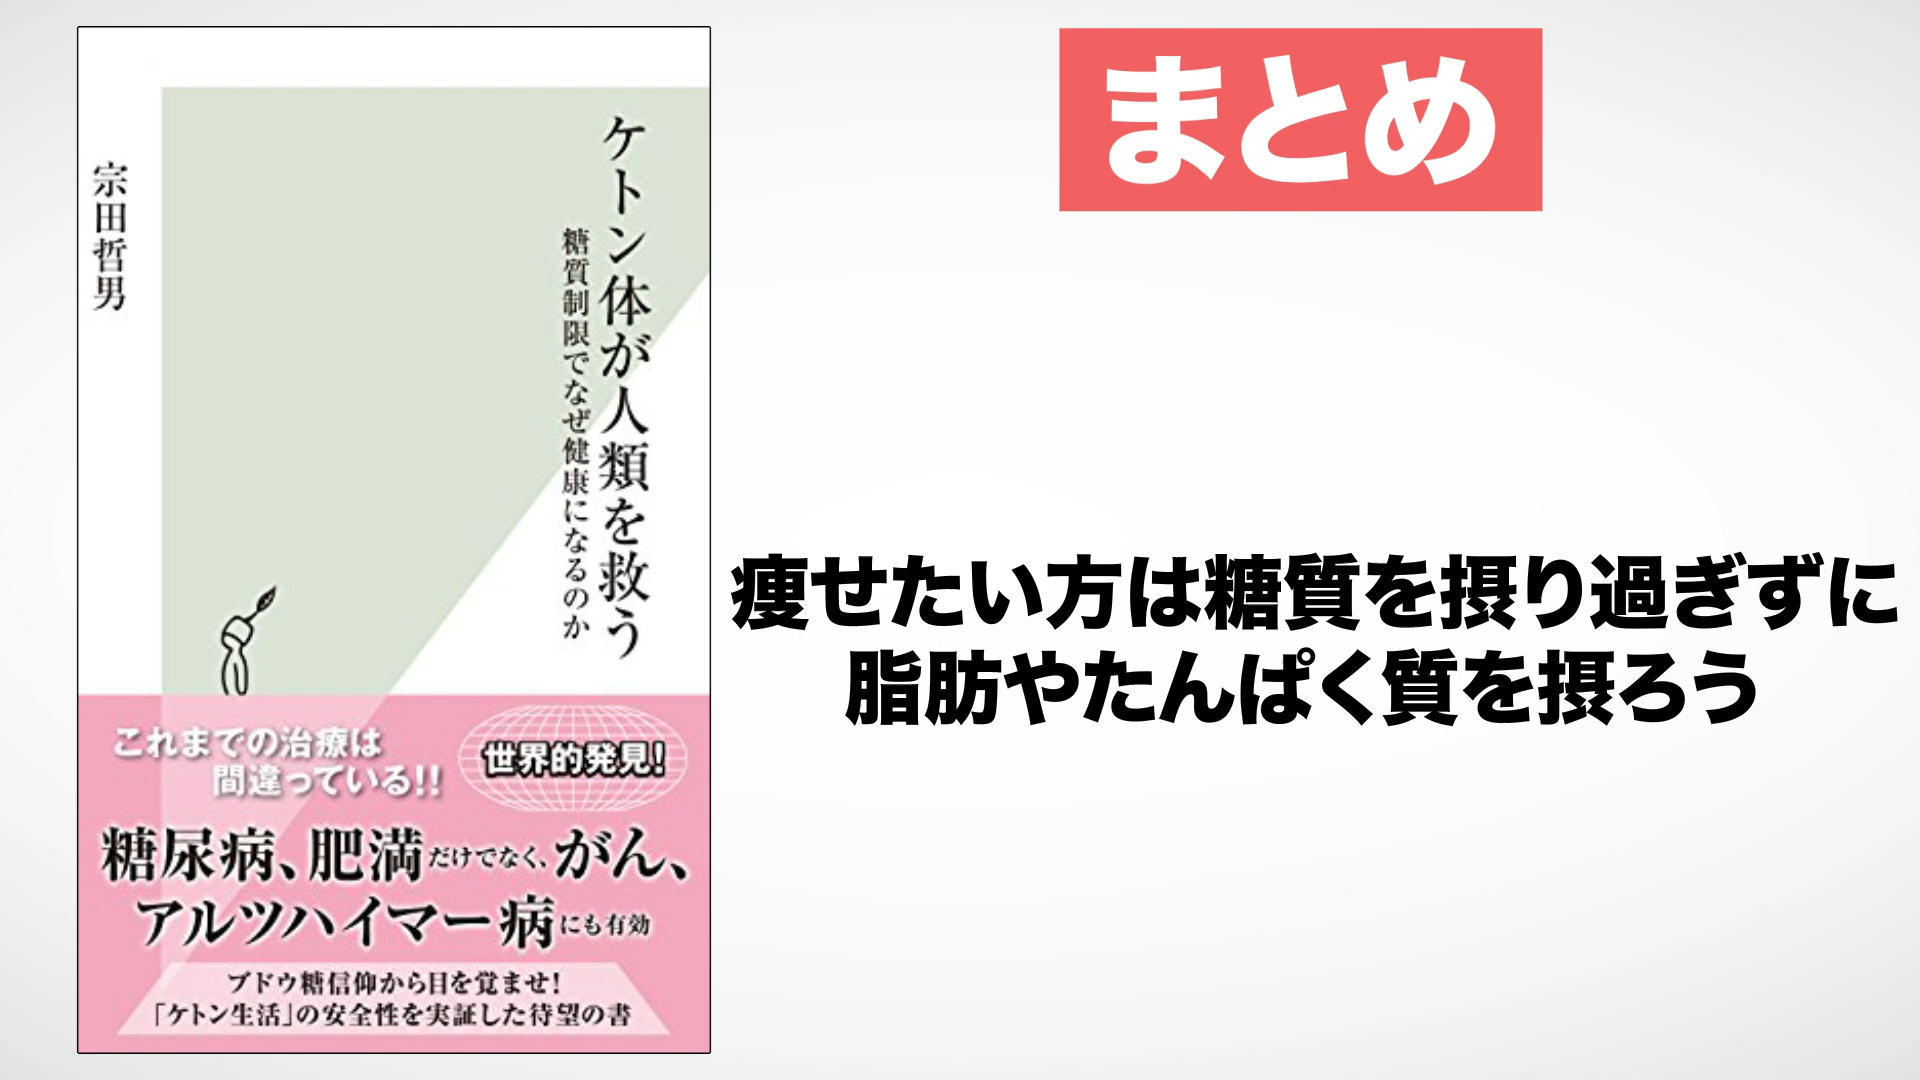 ケトン体が人類を救う
糖質制限でなぜ健康になるのか
宗田哲男
これまでの治療は
間違っている!!
世界的発見!
糖尿病、肥満だけでなく、がん、
アルツハイマー病にも有効
ブドウ糖信仰から目を覚ませ!
「ケトン生活」の安全性を実証した待望の書
まとめ
痩せたい方は糖質を摂り過ぎずに
脂肪やたんぱく質を摂ろう